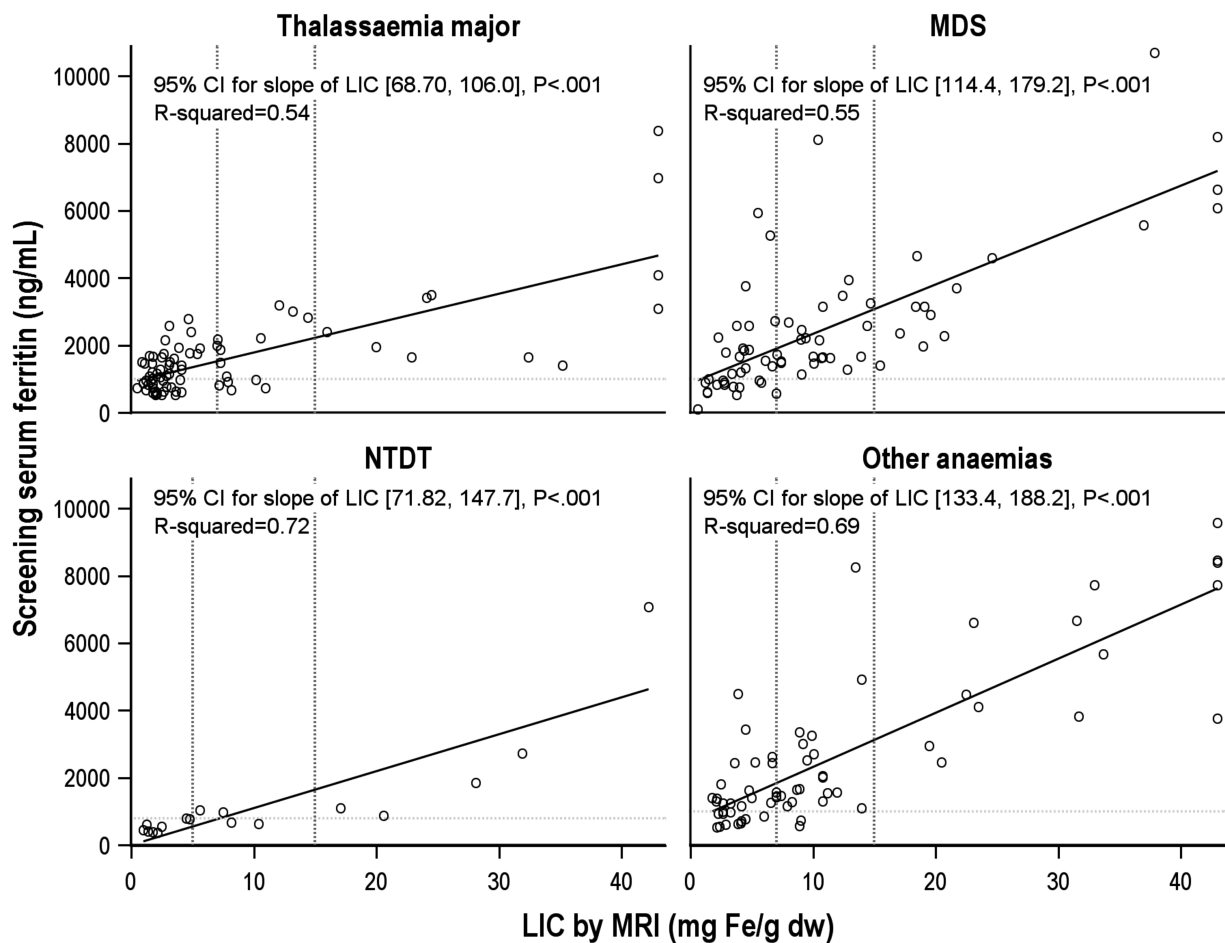 Thalassaemia major
95% CI for slope of LIC [68.70, 106.0], P<.001
R-squared=0.54
MDS
95% CI for slope of LIC [114.4, 179.2], P<.001
R-squared=0.55
10000
8000
6000
4000
2000
0
NTDT
95% CI for slope of LIC [71.82, 147.7], P<.001
R-squared=0.72
Other anaemias
95% CI for slope of LIC [133.4, 188.2], P<.001
R-squared=0.69
10000
8000
6000
4000
2000
0
0 10 20 30 40
0 10 20 30 40
Screening serum ferritin (ng/mL)
LIC by MRI (mg Fe/g dw)